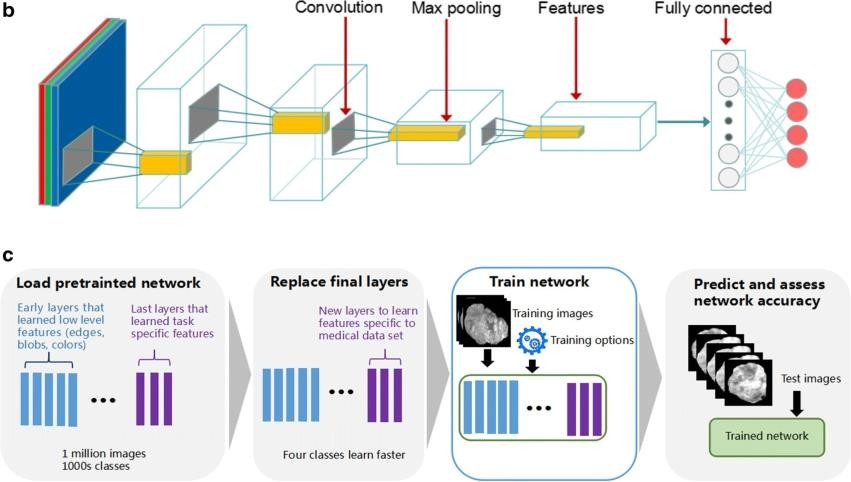 b
Convolution
Max pooling
Features
Fully connected
c
Load pretrainted network
Early layers that
learned low level
features (edges,
blobs, colors)
Last layers that
learned task
specific features
1 million images
1000s classes
Replace final layers
New layers to learn
features specific to
medical data set
Four classes learn faster
Train network
Training images
Training options
Predict and assess
network accuracy
Test images
Trained network